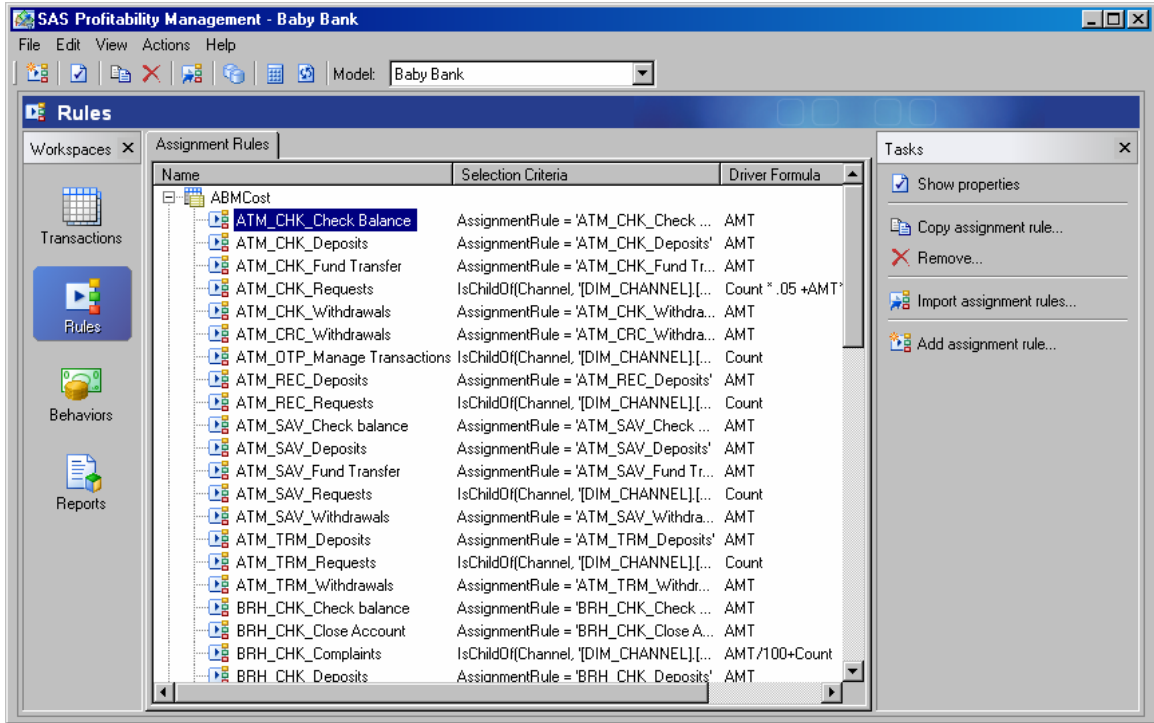 SAS Profitability Management - Baby Bank
File Edit View Actions Help
Model: Baby Bank
Rules
Workspaces
Transactions
Rules
Behaviors
Reports
Assignment Rules
Name Selection Criteria Driver Formula
ABMCost
ATM_CHK_Check Balance AssignmentRule = 'ATM_CHK_Check ... AMT
ATM_CHK_Deposits AssignmentRule = 'ATM_CHK_Deposits' AMT
ATM_CHK_Fund Transfer AssignmentRule = 'ATM_CHK_Fund Tr... AMT
ATM_CHK_Requests IsChildOf(Channel, '[DIM_CHANNEL].[... Count * .05 +AMT*
ATM_CHK_Withdrawals AssignmentRule = 'ATM_CHK_Withdra... AMT
ATM_CRC_Withdrawals AssignmentRule = 'ATM_CRC_Withdra... AMT
ATM_OTP_Manage Transactions IsChildOf(Channel, '[DIM_CHANNEL].[... Count
ATM_REC_Deposits AssignmentRule = 'ATM_REC_Deposits' AMT
ATM_REC_Requests IsChildOf(Channel, '[DIM_CHANNEL].[... Count
ATM_SAV_Check balance AssignmentRule = 'ATM_SAV_Check ... AMT
ATM_SAV_Deposits AssignmentRule = 'ATM_SAV_Deposits' AMT
ATM_SAV_Fund Transfer AssignmentRule = 'ATM_SAV_Fund Tr... AMT
ATM_SAV_Requests IsChildOf(Channel, '[DIM_CHANNEL].[... Count
ATM_SAV_Withdrawals AssignmentRule = 'ATM_SAV_Withdra... AMT
ATM_TRM_Deposits AssignmentRule = 'ATM_TRM_Deposits' AMT
ATM_TRM_Requests IsChildOf(Channel, '[DIM_CHANNEL].[... Count
ATM_TRM_Withdrawals AssignmentRule = 'ATM_TRM_Withdr... AMT
BRH_CHK_Check balance AssignmentRule = 'BRH_CHK_Check ... AMT
BRH_CHK_Close Account AssignmentRule = 'BRH_CHK_Close A... AMT
BRH_CHK_Complaints IsChildOf(Channel, '[DIM_CHANNEL].[... AMT/100+Count
BRH_CHK_Deposits AssignmentRule = 'BRH_CHK_Deposits' AMT
Tasks
Show properties
Copy assignment rule...
Remove...
Import assignment rules...
Add assignment rule...